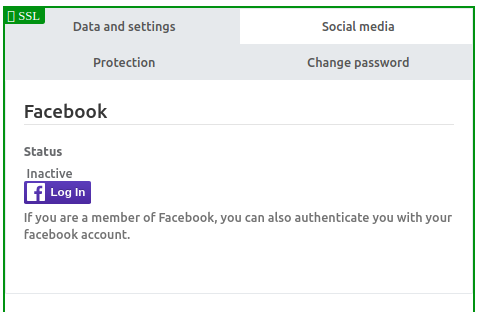 SSL
Data and settings
Social media
Protection
Change password
Facebook
Status
Inactive
Log In
If you are a member of Facebook, you can also authenticate you with your
facebook account.